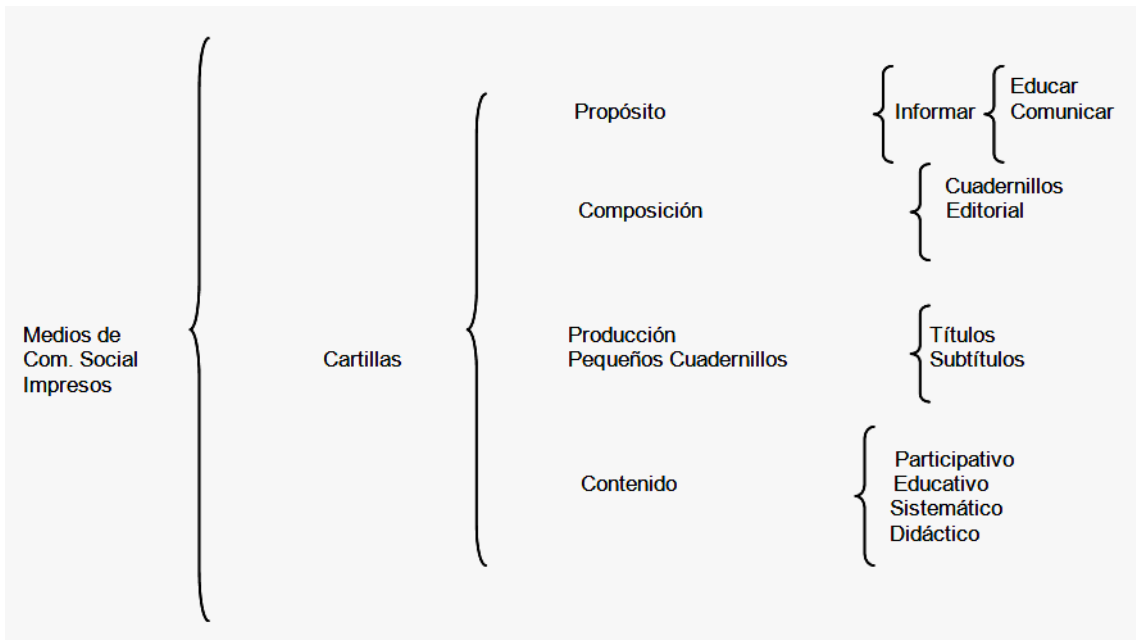 Medios de
Com. Social
Impresos
Cartillas
Propósito
Informar
Educar
Comunicar
Composición
Cuadernillos
Editorial
Producción
Pequeños Cuadernillos
Títulos
Subtítulos
Contenido
Participativo
Educativo
Sistemático
Didáctico